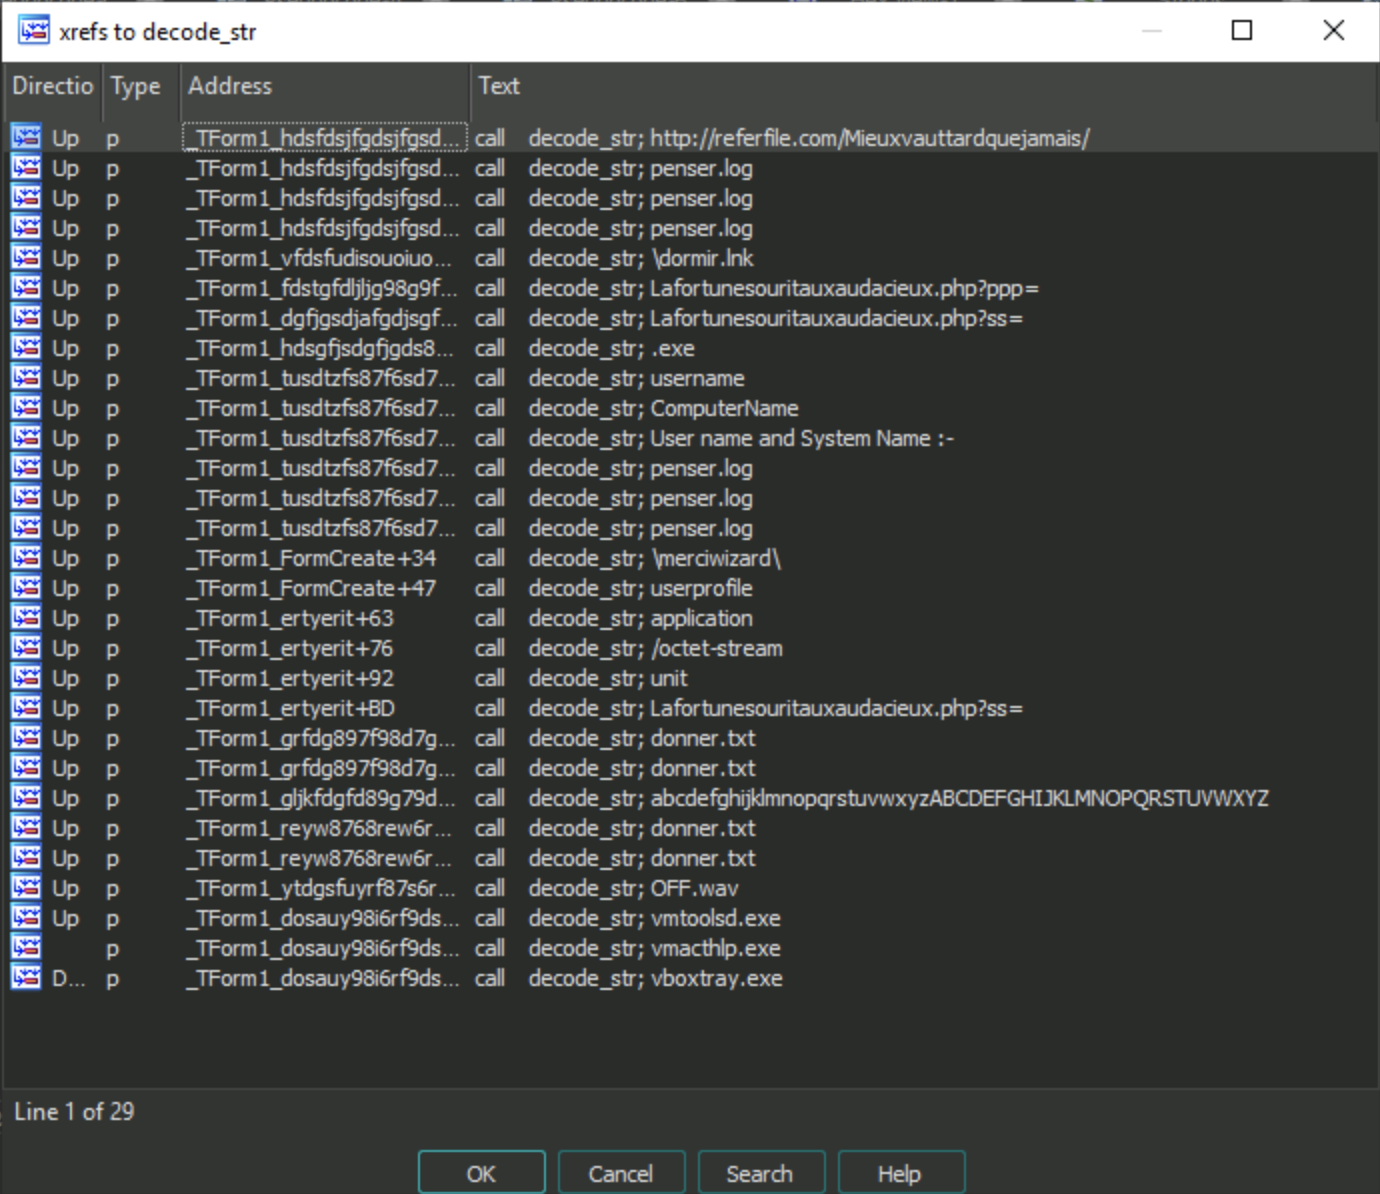 xrefs to decode_str
Directio Type Address Text
Up p _TForm1_hdsfdsjfgdsjfgsd... call decode_str; http://referfile.com/Mieuxvauttardquejamais/
Up p _TForm1_hdsfdsjfgdsjfgsd... call decode_str; penser.log
Up p _TForm1_hdsfdsjfgdsjfgsd... call decode_str; penser.log
Up p _TForm1_hdsfdsjfgdsjfgsd... call decode_str; penser.log
Up p _TForm1_vfdsfudisouoiuo... call decode_str; \dormir.lnk
Up p _TForm1_fdstgfdljljg98g9f... call decode_str; Lafortunesouritauxaudacieux.php?ppp=
Up p _TForm1_dgfjgsdjafgdjsgf... call decode_str; Lafortunesouritauxaudacieux.php?ss=
Up p _TForm1_hdsgfjsdgfjgds8... call decode_str; .exe
Up p _TForm1_tusdtzfs87f6sd7... call decode_str; username
Up p _TForm1_tusdtzfs87f6sd7... call decode_str; ComputerName
Up p _TForm1_tusdtzfs87f6sd7... call decode_str; User name and System Name :-
Up p _TForm1_tusdtzfs87f6sd7... call decode_str; penser.log
Up p _TForm1_tusdtzfs87f6sd7... call decode_str; penser.log
Up p _TForm1_tusdtzfs87f6sd7... call decode_str; penser.log
Up p _TForm1_FormCreate+34 call decode_str; \merciwizard\
Up p _TForm1_FormCreate+47 call decode_str; userprofile
Up p _TForm1_ertyerit+63 call decode_str; application
Up p _TForm1_ertyerit+76 call decode_str; /octet-stream
Up p _TForm1_ertyerit+92 call decode_str; unit
Up p _TForm1_ertyerit+BD call decode_str; Lafortunesouritauxaudacieux.php?ss=
Up p _TForm1_grfdg897f98d7g... call decode_str; donner.txt
Up p _TForm1_grfdg897f98d7g... call decode_str; donner.txt
Up p _TForm1_gljkfdgfd89g79d... call decode_str; abcdefghijklmnopqrstuvwxyzABCDEFGHIJKLMNOPQRSTUVWXYZ
Up p _TForm1_reyw8768rew6r... call decode_str; donner.txt
Up p _TForm1_reyw8768rew6r... call decode_str; donner.txt
Up p _TForm1_ytdgsfuyrf87s6r... call decode_str; OFF.wav
Up p _TForm1_dosauy98i6rf9ds... call decode_str; vmtoolsd.exe
p _TForm1_dosauy98i6rf9ds... call decode_str; vmacthlp.exe
D... p _TForm1_dosauy98i6rf9ds... call decode_str; vboxtray.exe
Line 1 of 29
OK Cancel Search Help